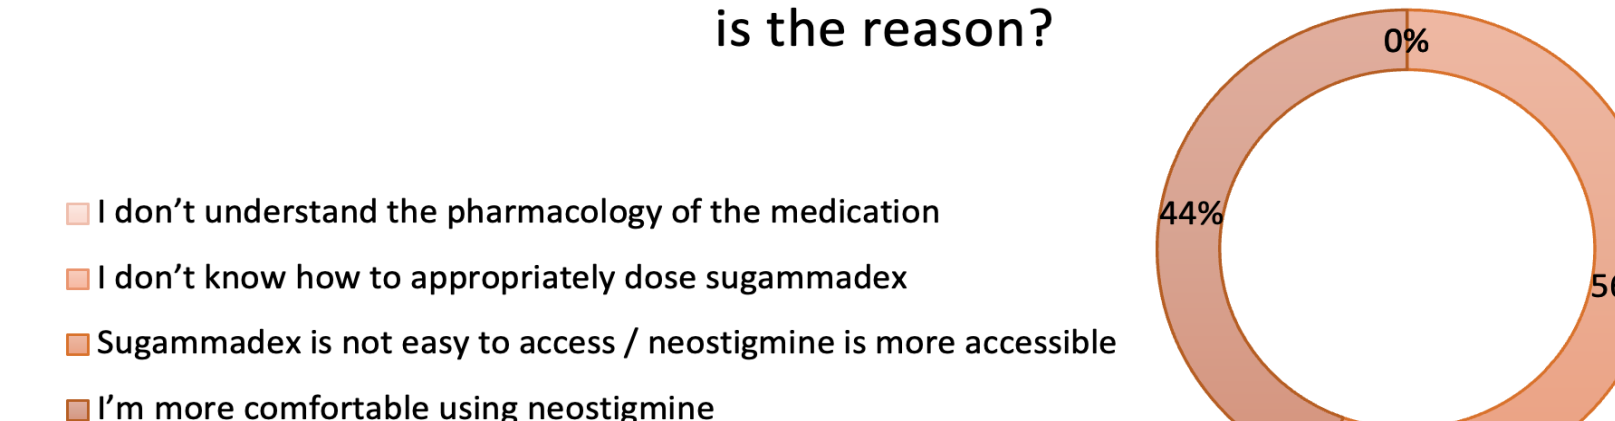 is the reason?
0%
I don’t understand the pharmacology of the medication
44%
I don’t know how to appropriately dose sugammadex
Sugammadex is not easy to access / neostigmine is more accessible
I’m more comfortable using neostigmine